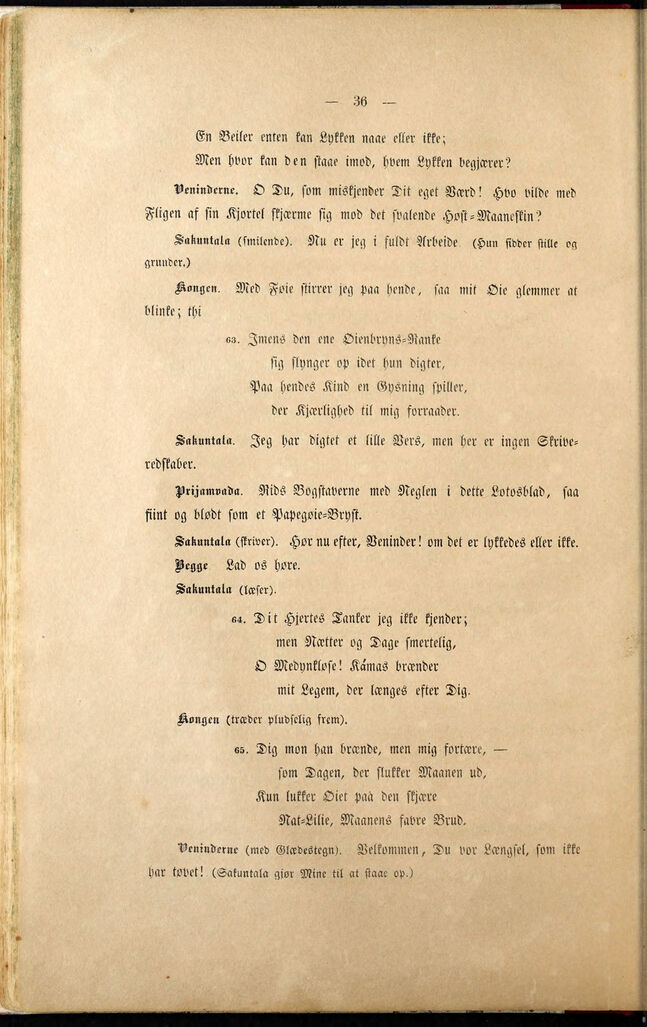 — 36 —
En Beiler enten kan Lykken naae eller ikke;
Men hvor kan den staae imod, hvem Lykken begjærer?
Veninderne. O Du, som miskjender Dit eget Værd! Hvo vilde med
Fligen af sin Kjortel skjærme sig mod det svalende Høst-Maaneskin?
Sakuntala (smilende). Nu er jeg i fuldt Arbeide (Hun sidder stille og
grunder.)
Kongen. Med Føie stirrer jeg paa hende, saa mit Øie glemmer at
blinke; thi
63. Imens den ene Øienbryns-Ranke
sig slynger op idet hun digter,
Paa hendes Kind en Gysning spiller,
der Kjærlighed til mig forraader.
Sakuntala. Jeg har digtet et lille Vers, men her er ingen Skrive-
redskaber.
Prijamvada. Rids Bogstaverne med Neglen i dette Lotosblad, saa
fiint og blødt som et Papegøie-Bryst.
Sakuntala (skriver). Hør nu efter, Veninder! om det er lykkedes eller ikke.
Begge Lad os høre.
Sakuntala (læser).
64. Dit Hjertes Tanker jeg ikke kjender;
men Nætter og Dage smertelig,
O Medynkløse! Kámas brænder
mit Legem, der længes efter Dig.
Kongen (træder pludselig frem).
65. Dig mon han brænde, men mig fortære, —
som Dagen, der slukker Maanen ud,
Kun lukker Øiet paa den skjære
Nat-Lilie, Maanens favre Brud.
Veninderne (med Glædestegn). Velkommen, Du vor Længsel, som ikke
har tøvet! (Sakuntala gjør Mine til at staae op.)